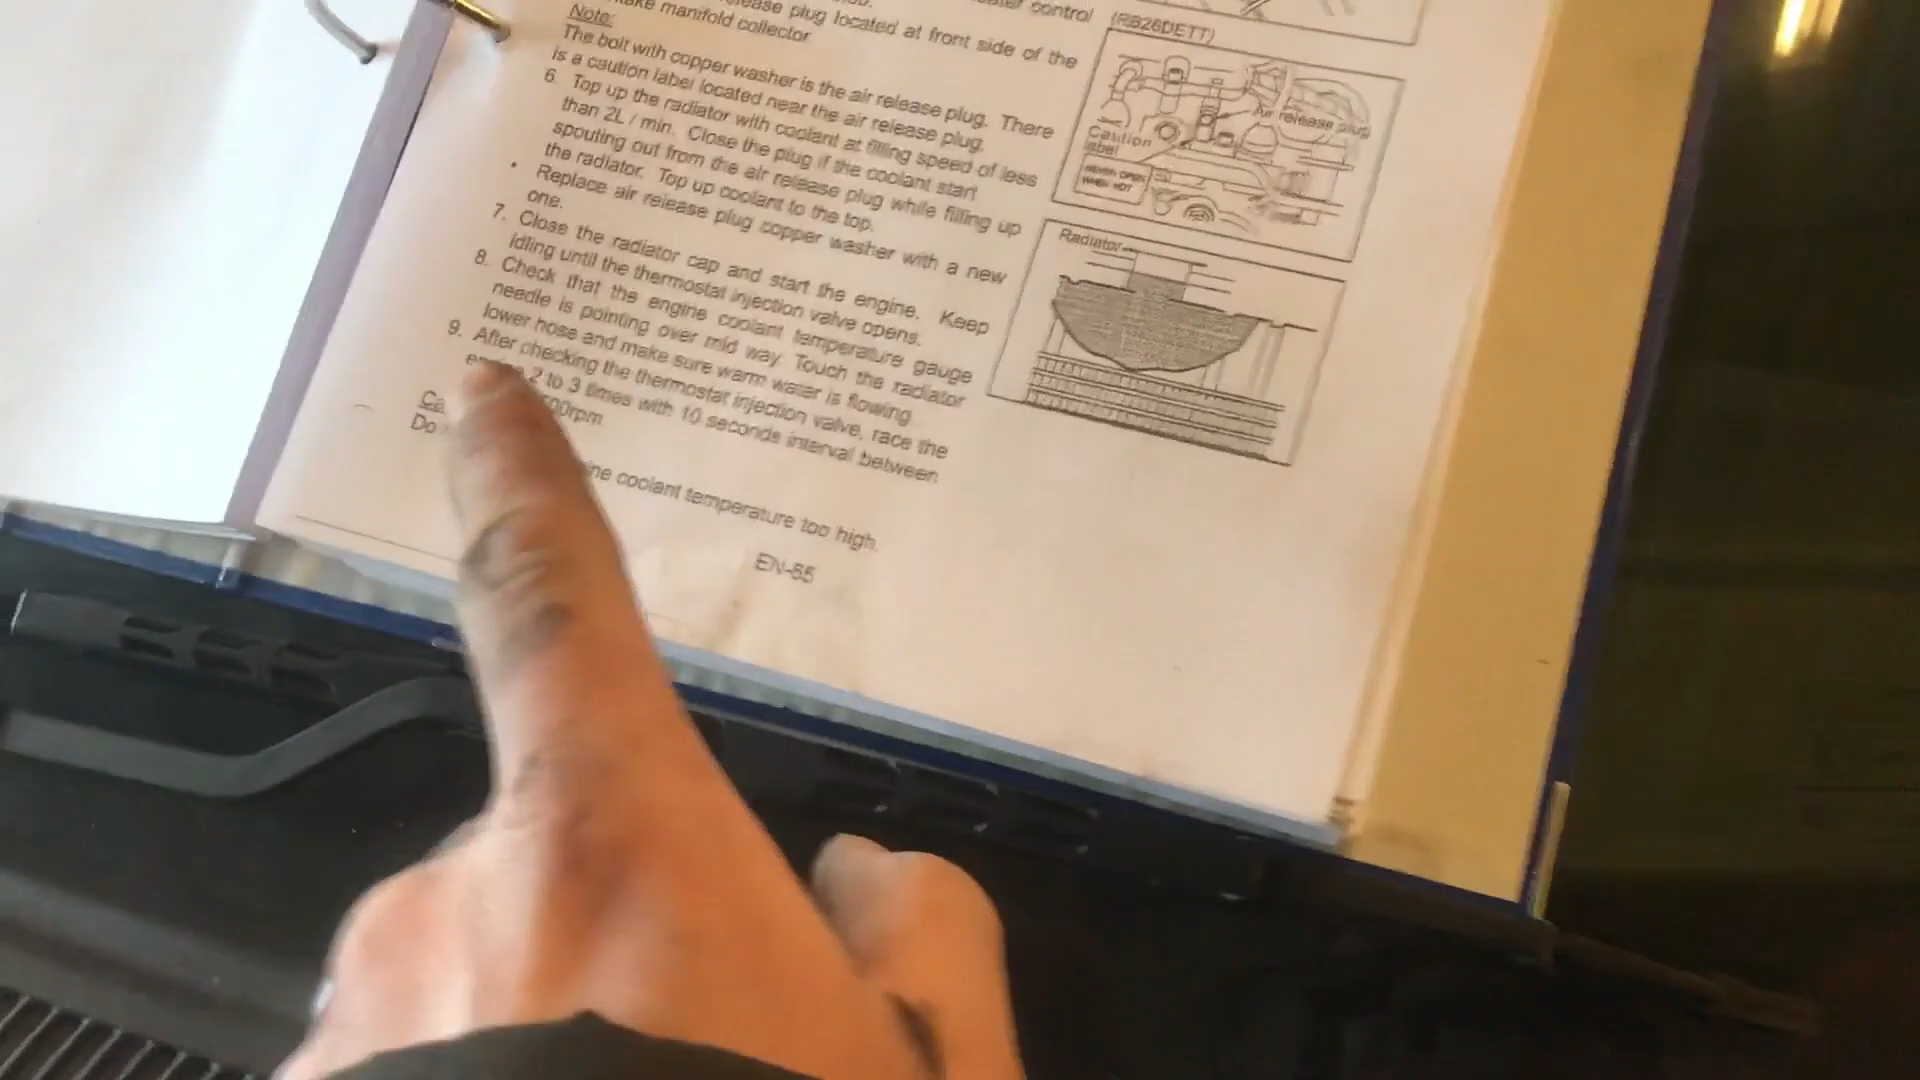 control
release plug located at front side of the
manifold collector
Note:
The bolt with copper washer is the air release plug. There
is a caution label located near the air release plug.
6. Top up the radiator with coolant at filling speed of less
than 2L / min. Close the plug if the coolant start
spouting out from the air release plug while filling up
the radiator. Top up coolant to the top.
• Replace air release plug copper washer with a new
one.
7. Close the radiator cap and start the engine. Keep
idling until the thermostat injection valve opens.
8. Check that the engine coolant temperature gauge
needle is pointing over mid way. Touch the radiator
lower hose and make sure warm water is flowing.
9. After checking the thermostat injection valve, race the
2 to 3 times with 10 seconds interval between
00rpm.
Do
coolant temperature too high.
EN-55
(RB26DETT)
Air release plug
Caution
label
NEVER OPEN
WHEN HOT
Radiator